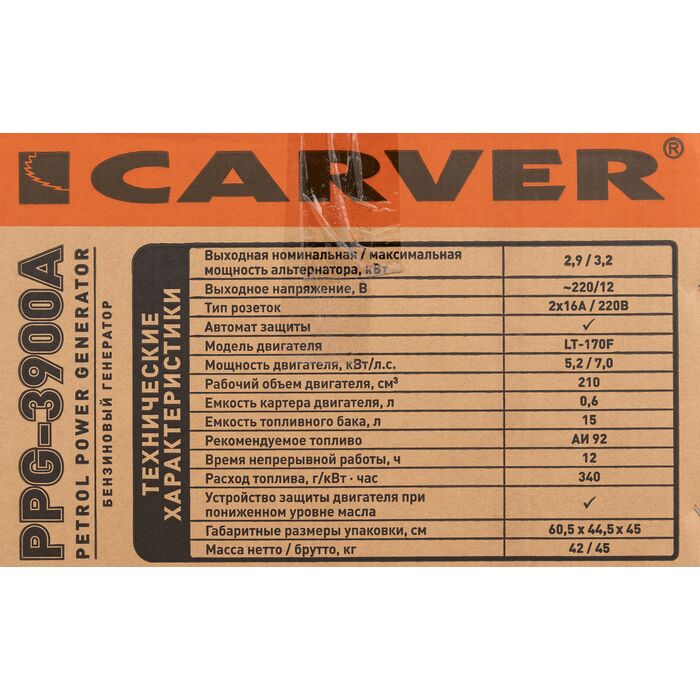 CARVER®
PPG-3900A
PETROL POWER GENERATOR
БЕНЗИНОВЫЙ ГЕНЕРАТОР
ТЕХНИЧЕСКИЕ
ХАРАКТЕРИСТИКИ
Выходная номинальная / максимальная
мощность альтернатора, кВт 2,9 / 3,2
Выходное напряжение, В ~220/12
Тип розеток 2x16A / 220В
Автомат защиты ✓
Модель двигателя LT-170F
Мощность двигателя, кВт/л.с. 5,2 / 7,0
Рабочий объем двигателя, см³ 210
Емкость картера двигателя, л 0,6
Емкость топливного бака, л 15
Рекомендуемое топливо АИ 92
Время непрерывной работы, ч 12
Расход топлива, г/кВт · час 340
Устройство защиты двигателя при
пониженном уровне масла ✓
Габаритные размеры упаковки, см 60,5 x 44,5 x 45
Масса нетто / брутто, кг 42 / 45